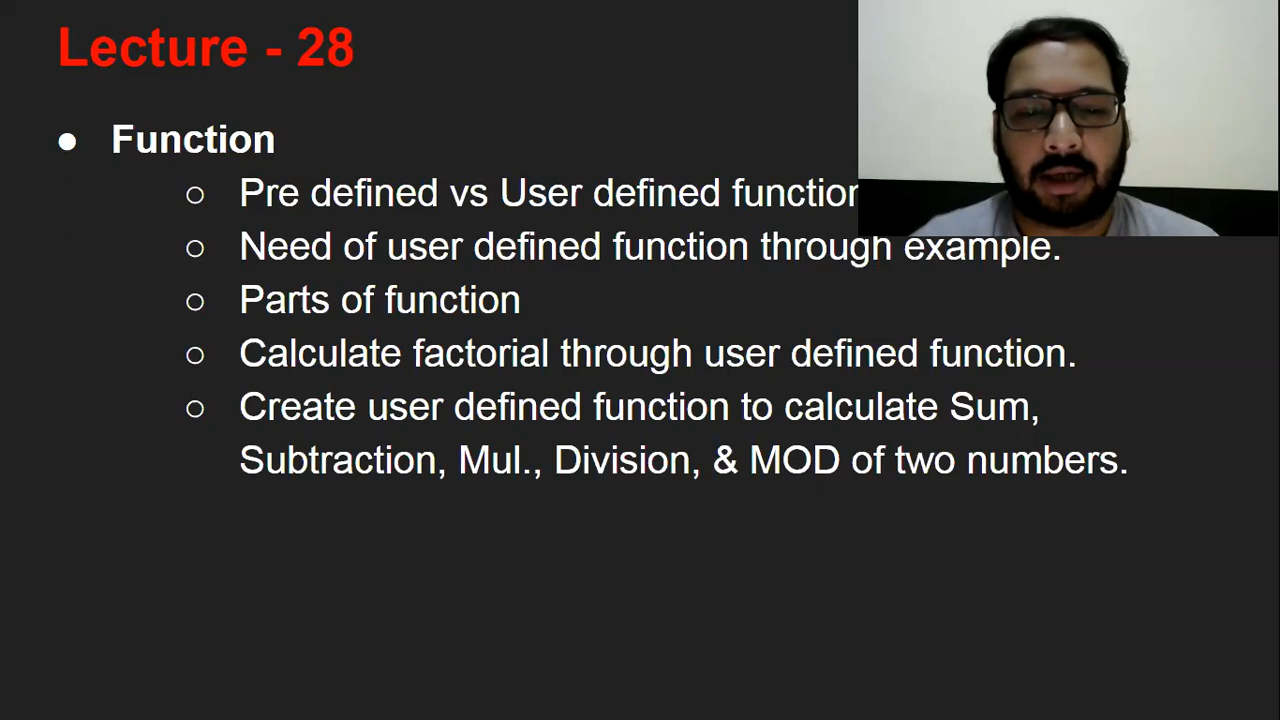 Lecture - 28
● Function
○ Pre defined vs User defined function
○ Need of user defined function through example.
○ Parts of function
○ Calculate factorial through user defined function.
○ Create user defined function to calculate Sum,
Subtraction, Mul., Division, & MOD of two numbers.